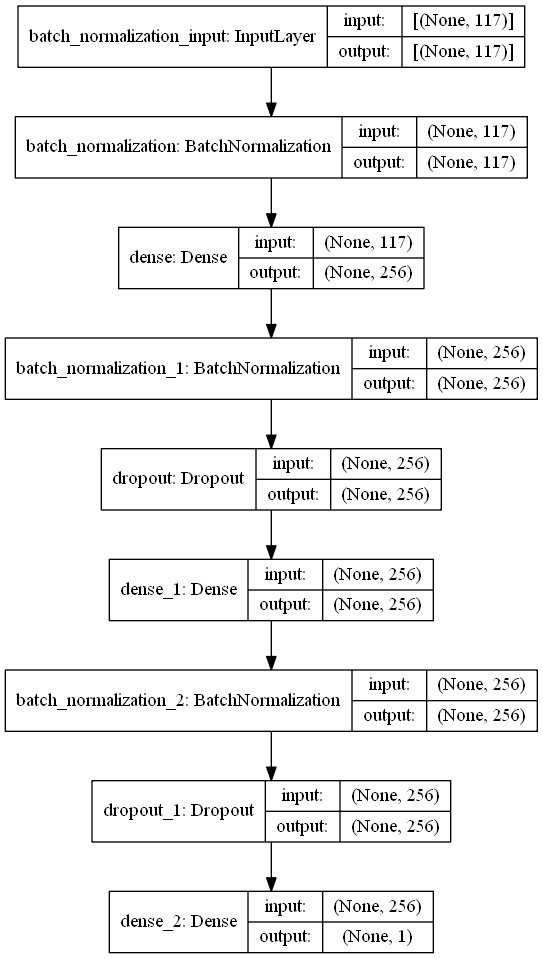 batch_normalization_input: InputLayer
input: [(None, 117)]
output: [(None, 117)]
batch_normalization: BatchNormalization
input: (None, 117)
output: (None, 117)
dense: Dense
input: (None, 117)
output: (None, 256)
batch_normalization_1: BatchNormalization
input: (None, 256)
output: (None, 256)
dropout: Dropout
input: (None, 256)
output: (None, 256)
dense_1: Dense
input: (None, 256)
output: (None, 256)
batch_normalization_2: BatchNormalization
input: (None, 256)
output: (None, 256)
dropout_1: Dropout
input: (None, 256)
output: (None, 256)
dense_2: Dense
input: (None, 256)
output: (None, 1)